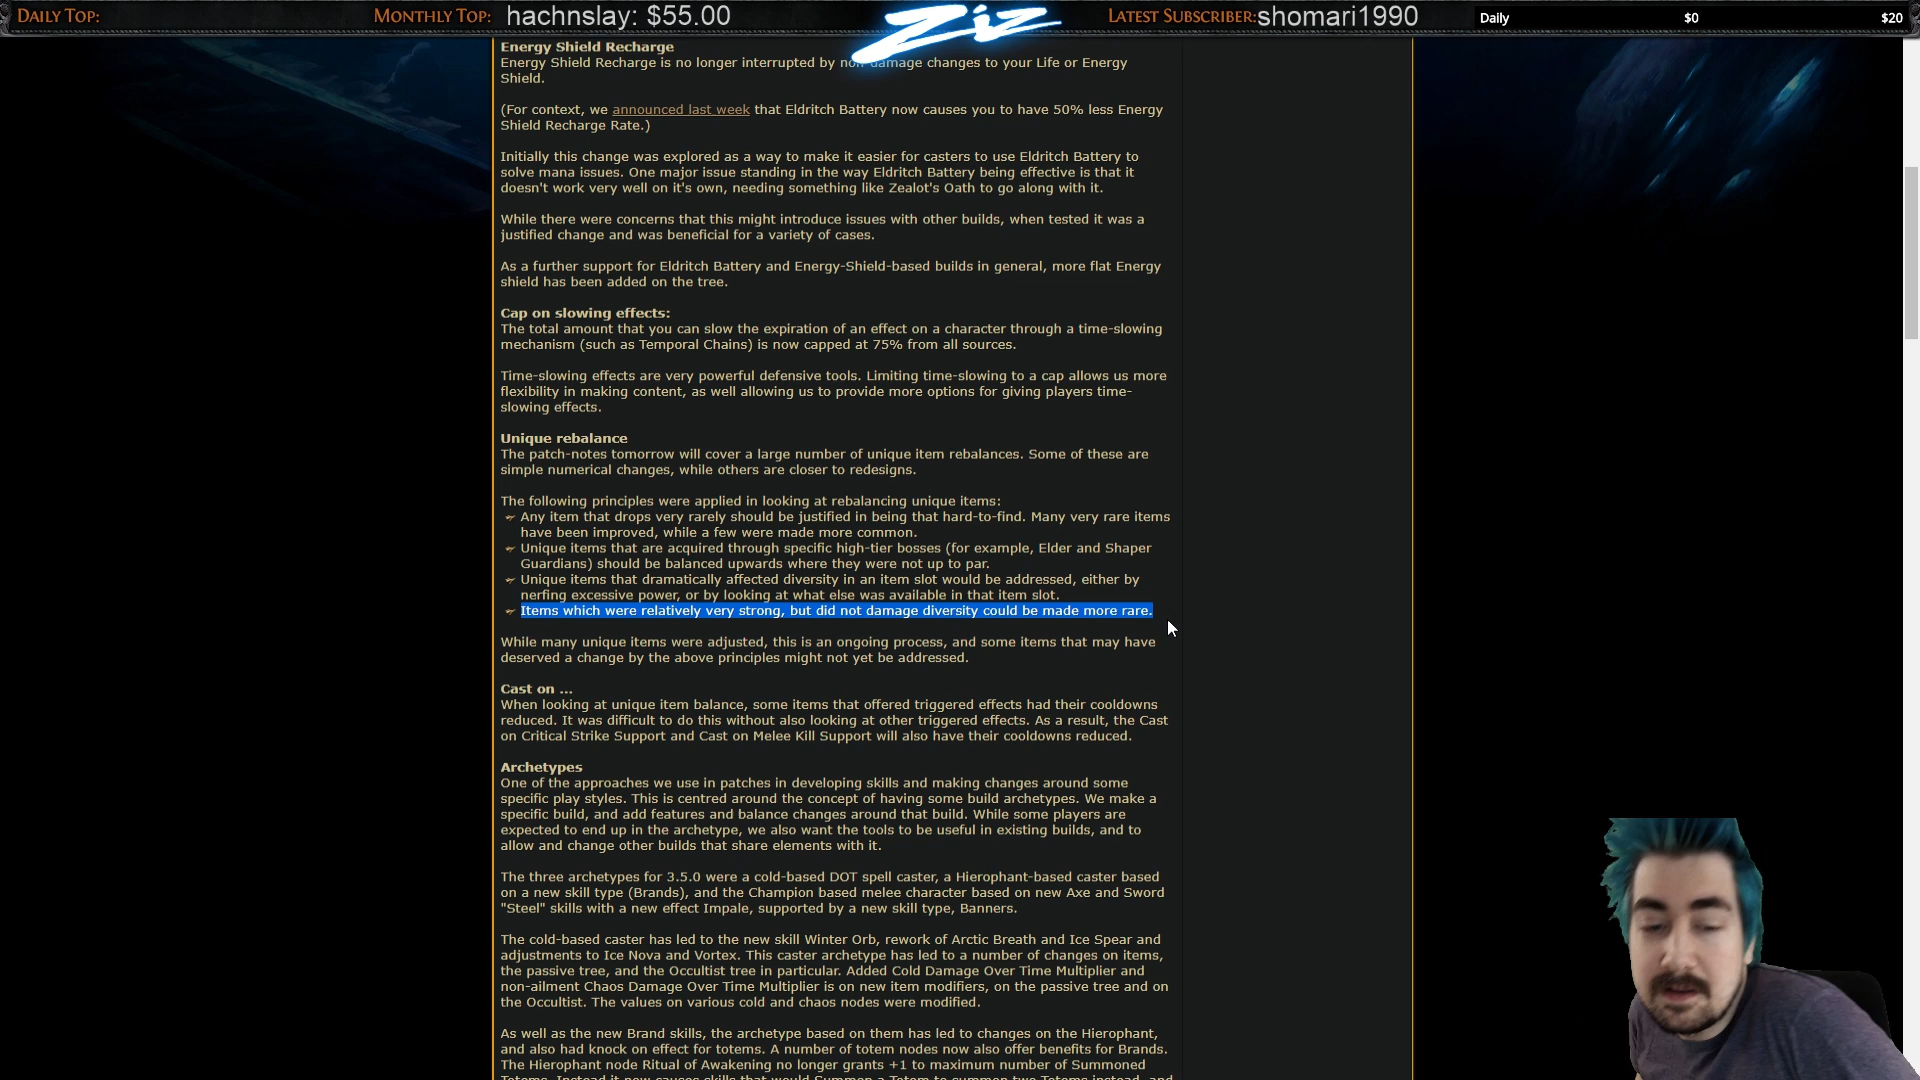 DAILY TOP: MONTHLY TOP: hachnslay: $55.00 Ziz LATEST SUBSCRIBER: shomari1990 Daily $0 $20
Energy Shield Recharge
Energy Shield Recharge is no longer interrupted by non-damage changes to your Life or Energy
Shield.
(For context, we announced last week that Eldritch Battery now causes you to have 50% less Energy
Shield Recharge Rate.)
Initially this change was explored as a way to make it easier for casters to use Eldritch Battery to
solve mana issues. One major issue standing in the way Eldritch Battery being effective is that it
doesn't work very well on it's own, needing something like Zealot's Oath to go along with it.
While there were concerns that this might introduce issues with other builds, when tested it was a
justified change and was beneficial for a variety of cases.
As a further support for Eldritch Battery and Energy-Shield-based builds in general, more flat Energy
shield has been added on the tree.
Cap on slowing effects:
The total amount that you can slow the expiration of an effect on a character through a time-slowing
mechanism (such as Temporal Chains) is now capped at 75% from all sources.
Time-slowing effects are very powerful defensive tools. Limiting time-slowing to a cap allows us more
flexibility in making content, as well allowing us to provide more options for giving players time-
slowing effects.
Unique rebalance
The patch-notes tomorrow will cover a large number of unique item rebalances. Some of these are
simple numerical changes, while others are closer to redesigns.
The following principles were applied in looking at rebalancing unique items:
Any item that drops very rarely should be justified in being that hard-to-find. Many very rare items
have been improved, while a few were made more common.
Unique items that are acquired through specific high-tier bosses (for example, Elder and Shaper
Guardians) should be balanced upwards where they were not up to par.
Unique items that dramatically affected diversity in an item slot would be addressed, either by
nerfing excessive power, or by looking at what else was available in that item slot.
Items which were relatively very strong, but did not damage diversity could be made more rare.
While many unique items were adjusted, this is an ongoing process, and some items that may have
deserved a change by the above principles might not yet be addressed.
Cast on ...
When looking at unique item balance, some items that offered triggered effects had their cooldowns
reduced. It was difficult to do this without also looking at other triggered effects. As a result, the Cast
on Critical Strike Support and Cast on Melee Kill Support will also have their cooldowns reduced.
Archetypes
One of the approaches we use in patches in developing skills and making changes around some
specific play styles. This is centred around the concept of having some build archetypes. We make a
specific build, and add features and balance changes around that build. While some players are
expected to end up in the archetype, we also want the tools to be useful in existing builds, and to
allow and change other builds that share elements with it.
The three archetypes for 3.5.0 were a cold-based DOT spell caster, a Hierophant-based caster based
on a new skill type (Brands), and the Champion based melee character based on new Axe and Sword
"Steel" skills with a new effect Impale, supported by a new skill type, Banners.
The cold-based caster has led to the new skill Winter Orb, rework of Arctic Breath and Ice Spear and
adjustments to Ice Nova and Vortex. This caster archetype has led to a number of changes on items,
the passive tree, and the Occultist tree in particular. Added Cold Damage Over Time Multiplier and
non-ailment Chaos Damage Over Time Multiplier is on new item modifiers, on the passive tree and on
the Occultist. The values on various cold and chaos nodes were modified.
As well as the new Brand skills, the archetype based on them has led to changes on the Hierophant,
and also had knock on effect for totems. A number of totem nodes now also offer benefits for Brands.
The Hierophant node Ritual of Awakening no longer grants +1 to maximum number of Summoned
Totems. Instead it now causes skills that would Summon a Totem to summon two Totems instead, and